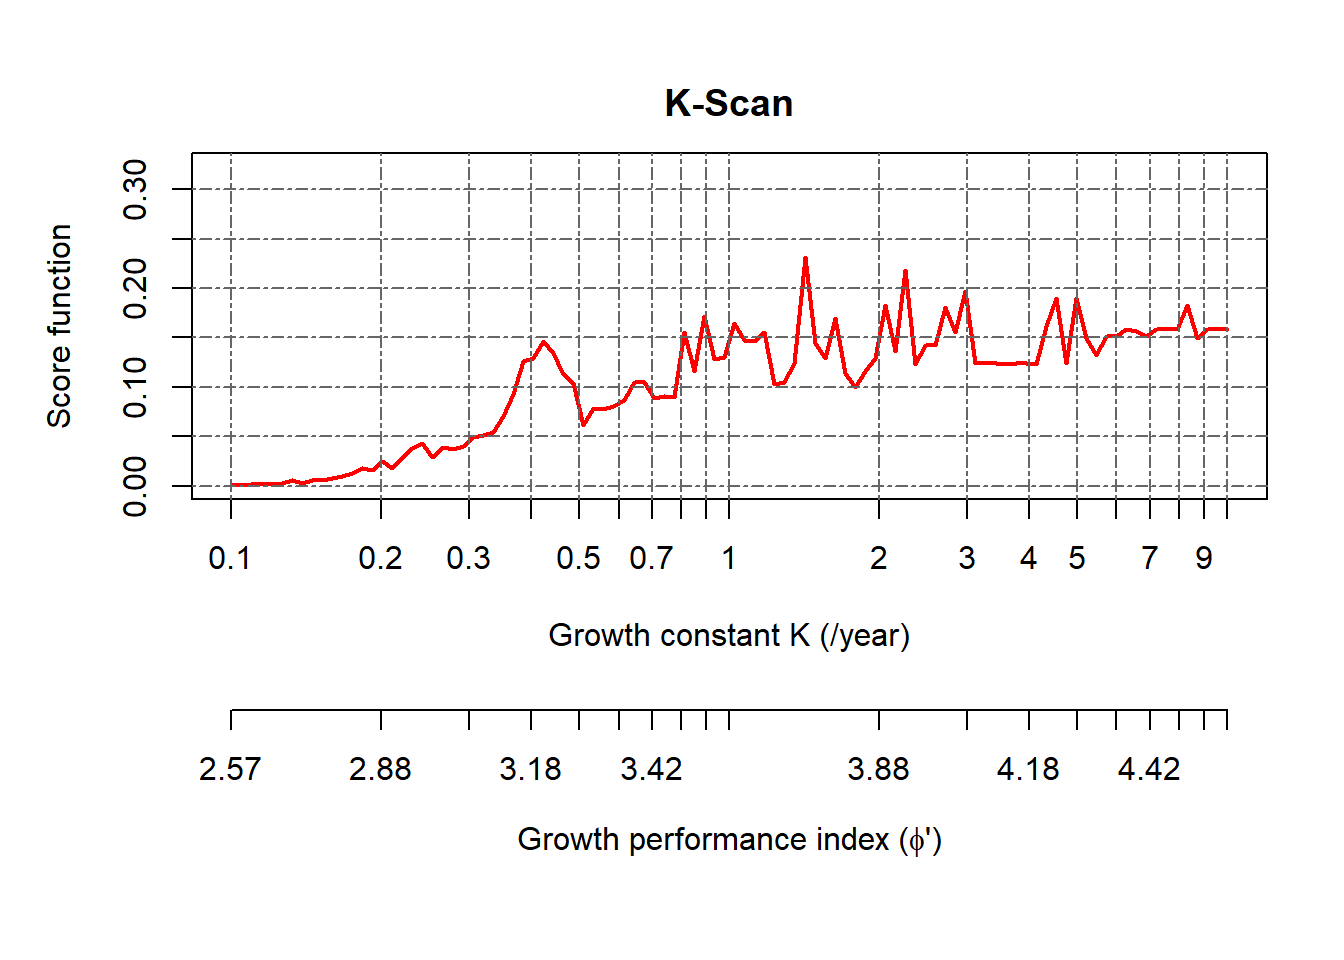 K-Scan
Score function
0.30
0.20
0.10
0.00
0.1 0.2 0.3 0.5 0.7 1 2 3 4 5 7 9
Growth constant K (/year)
2.57 2.88 3.18 3.42 3.88 4.18 4.42
Growth performance index (ϕ')